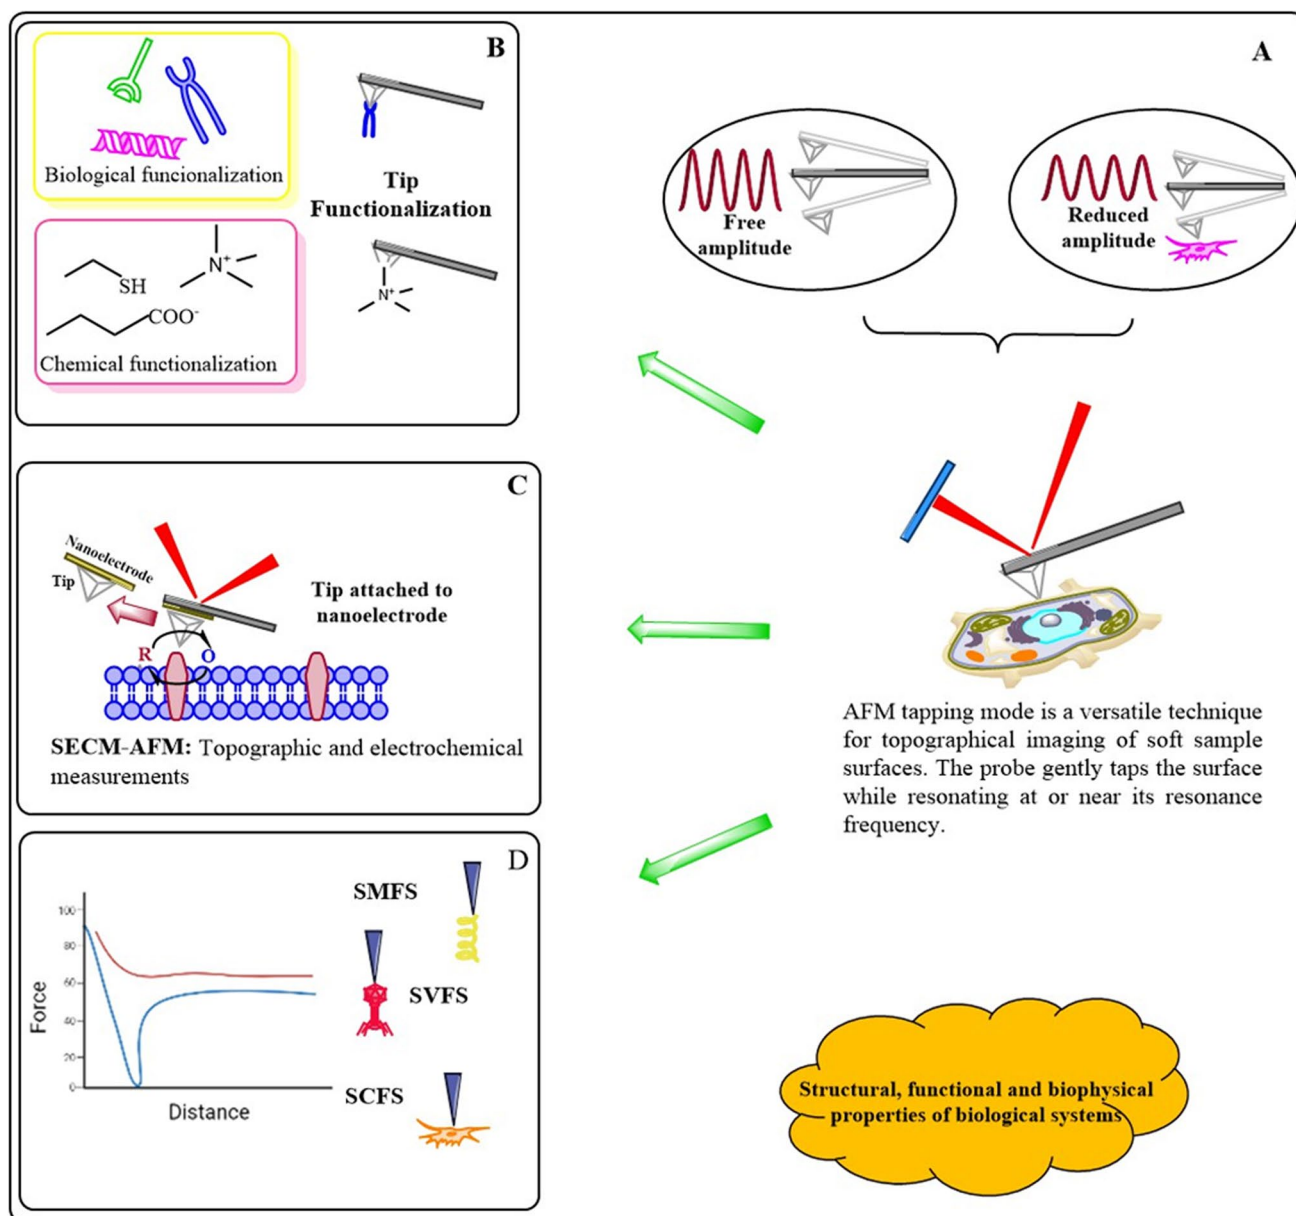 B
Biological funcionalization
Tip
Functionalization
SH
N⁺
COO⁻
Chemical functionalization
N⁺
A
Free
amplitude
Reduced
amplitude
AFM tapping mode is a versatile technique
for topographical imaging of soft sample
surfaces. The probe gently taps the surface
while resonating at or near its resonance
frequency.
C
Nanoelectrode
Tip
Tip attached to
nanoelectrode
R
O
SECM-AFM: Topographic and electrochemical
measurements
D
100
80
60
40
20
0
Force
Distance
SMFS
SVFS
SCFS
Structural, functional and biophysical
properties of biological systems